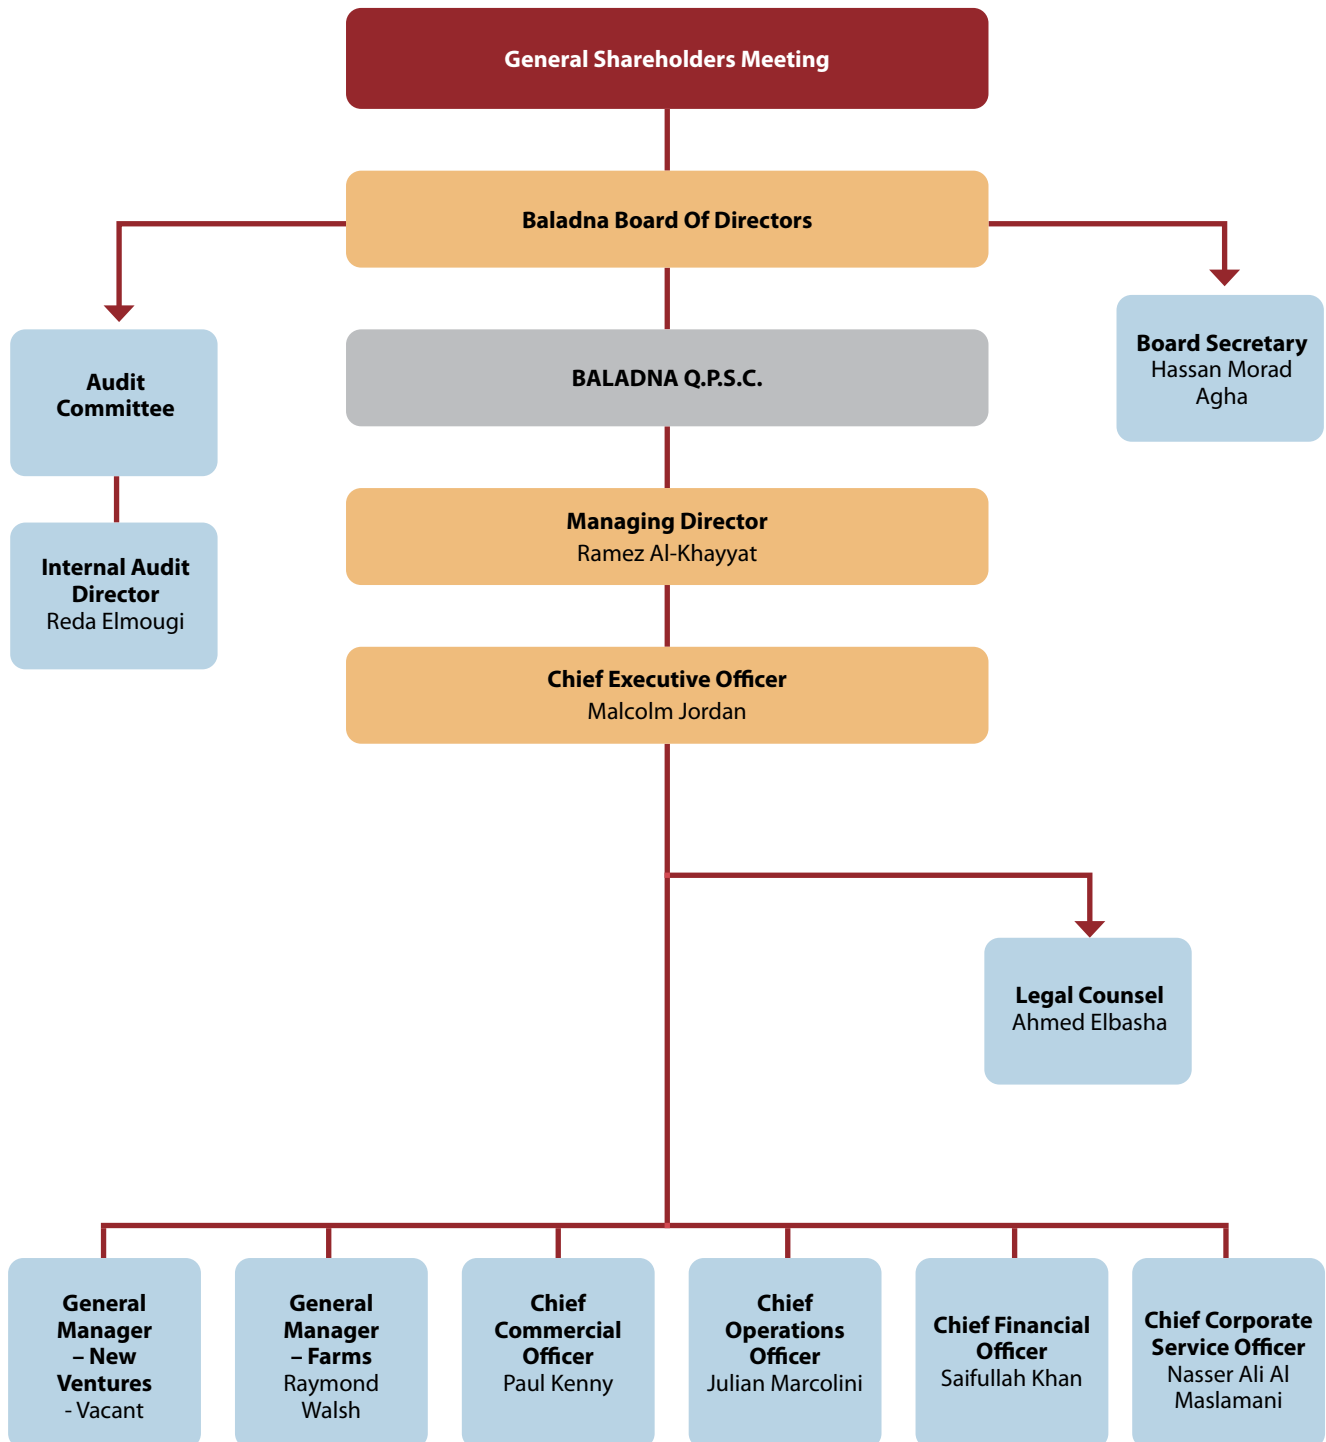 General Shareholders Meeting
Baladna Board Of Directors
Audit
Committee
BALADNA Q.P.S.C.
Board Secretary
Hassan Morad
Agha
Internal Audit
Director
Reda Elmougi
Managing Director
Ramez Al-Khayyat
Chief Executive Officer
Malcolm Jordan
Legal Counsel
Ahmed Elbasha
General
Manager
– New
Ventures
- Vacant
General
Manager
– Farms
Raymond
Walsh
Chief
Commercial
Officer
Paul Kenny
Chief
Operations
Officer
Julian Marcolini
Chief Financial
Officer
Saifullah Khan
Chief Corporate
Service Officer
Nasser Ali Al
Maslamani